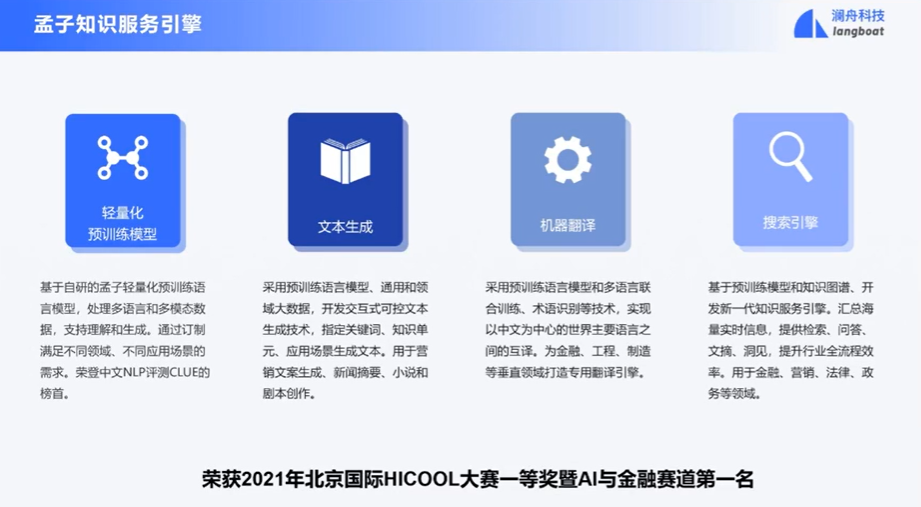 孟子知识服务引擎
澜舟科技
langboat
轻量化
预训练模型
基于自研的孟子轻量化预训练语
言模型，处理多语言和多模态数
据，支持理解和生成。通过订制
满足不同领域、不同应用场景的
需求。荣登中文NLP评测CLUE的
榜首。
文本生成
采用预训练语言模型、通用和领
域大数据，开发交互式可控文本
生成技术，指定关键词、知识单
元、应用场景生成文本。用于营
销文案生成、新闻摘要、小说和
剧本创作。
机器翻译
采用预训练语言模型和多语言联
合训练、术语识别等技术，实现
以中文为中心的世界主要语言之
间的互译。为金融、工程、制造
等垂直领域打造专用翻译引擎。
搜索引擎
基于预训练模型和知识图谱、开
发新一代知识服务引擎。汇总海
量实时信息，提供检索、问答、
文摘、洞见，提升行业全流程效
率。用于金融、营销、法律、政
务等领域。
荣获2021年北京国际HICOOL大赛一等奖暨AI与金融赛道第一名